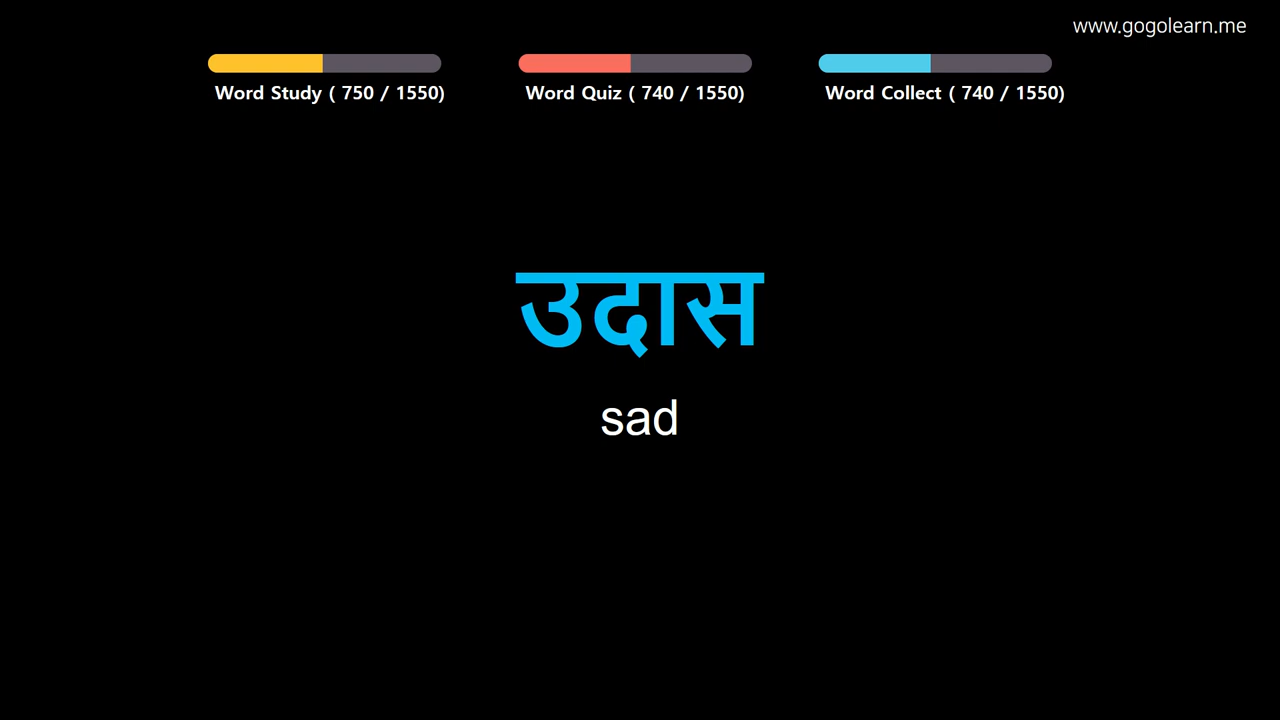 www.gogolearn.me
Word Study ( 750 / 1550)
Word Quiz ( 740 / 1550)
Word Collect ( 740 / 1550)
उदास
sad